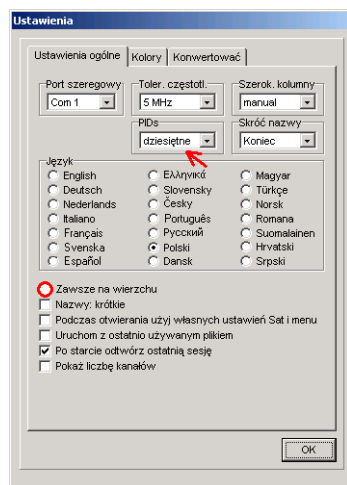 Ustawienia
Ustawienia ogólne Kolory Konwertować
Port szeregowy Toler. częstotl. Szerok. kolumny
Com 1 5 MHz manual
PIDs Skróć nazwy
dziesiętne Koniec
Język
English Ελληνικά Magyar
Deutsch Slovensky Türkçe
Nederlands Česky Norsk
Italiano Português Romana
Français Русский Suomalainen
Svenska Polski Hrvatski
Español Dansk Srpski
Zawsze na wierzchu
Nazwy: krótkie
Podczas otwierania użyj własnych ustawień Sat i menu
Uruchom z ostatnio używanym plikiem
Po starcie odtwórz ostatnią sesję
Pokaż liczbę kanałów
OK